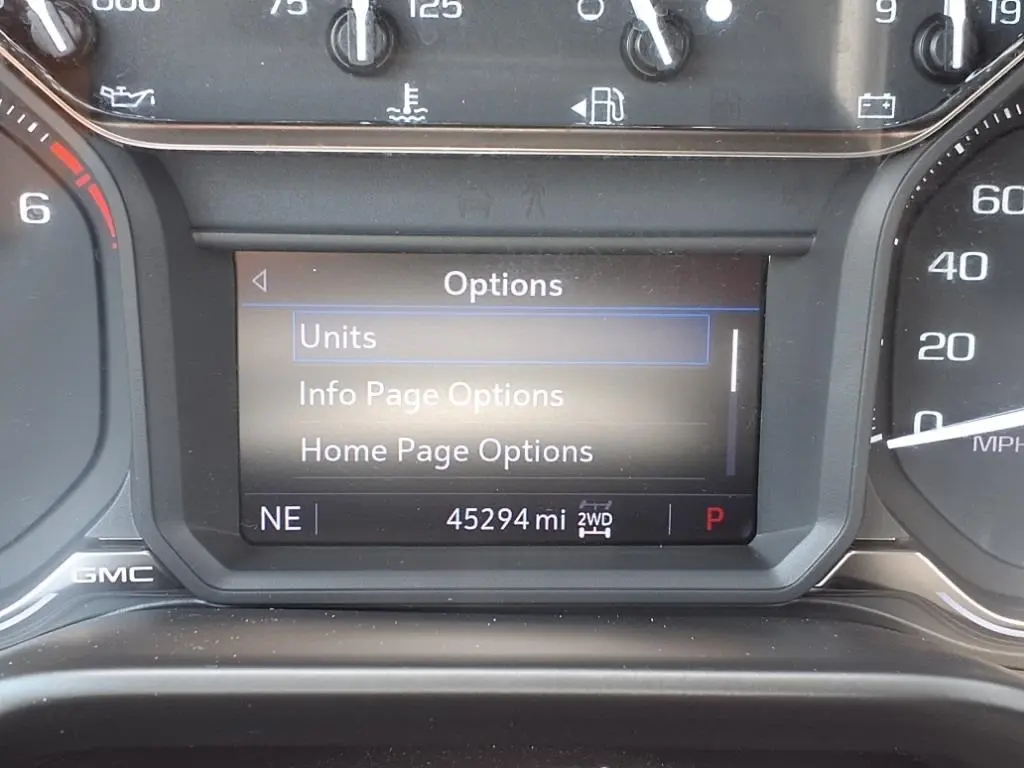 75 125 9 19
6
60
40
20
0
MPH
Options
Units
Info Page Options
Home Page Options
NE 45294 mi 2WD P
GMC